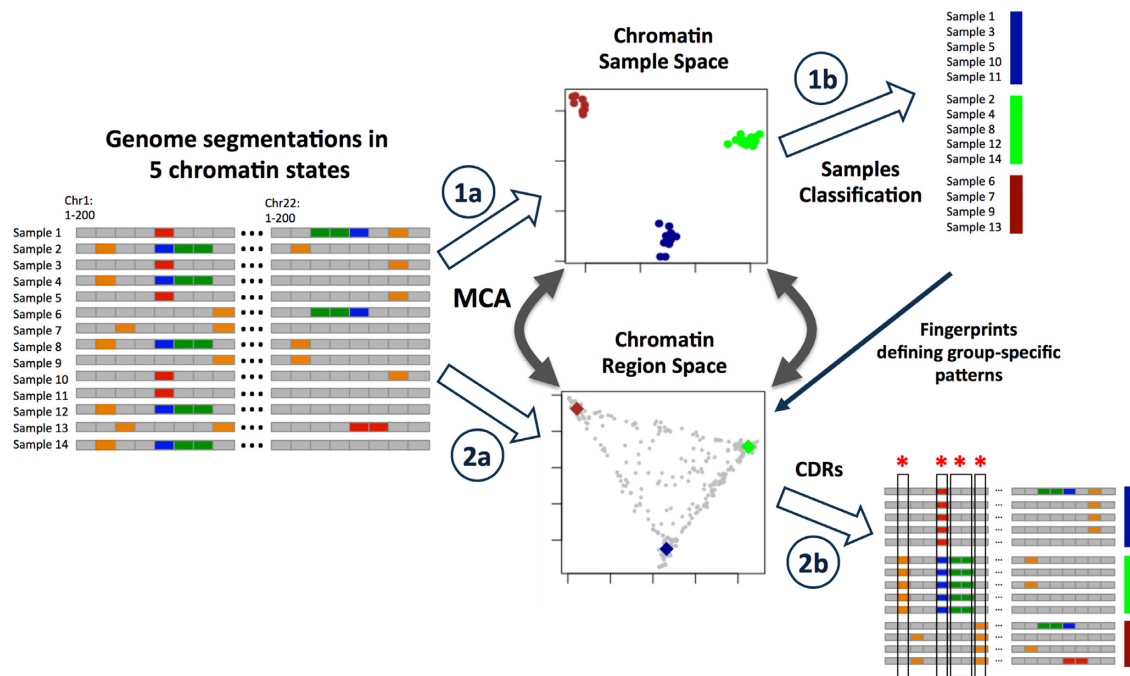 Genome segmentations in
5 chromatin states
Chr1:
1-200
Chr22:
1-200
Sample 1
Sample 2
Sample 3
Sample 4
Sample 5
Sample 6
Sample 7
Sample 8
Sample 9
Sample 10
Sample 11
Sample 12
Sample 13
Sample 14
•••
•••
•••
•••
•••
•••
•••
•••
•••
•••
•••
•••
•••
•••
1a
2a
MCA
Chromatin
Sample Space
Chromatin
Region Space
1b
Samples
Classification
Sample 1
Sample 3
Sample 5
Sample 10
Sample 11
Sample 2
Sample 4
Sample 8
Sample 12
Sample 14
Sample 6
Sample 7
Sample 9
Sample 13
Fingerprints
defining group-specific
patterns
CDRs
2b
* * * *
...
...
...
...
...
...
...
...
...
...
...
...
...